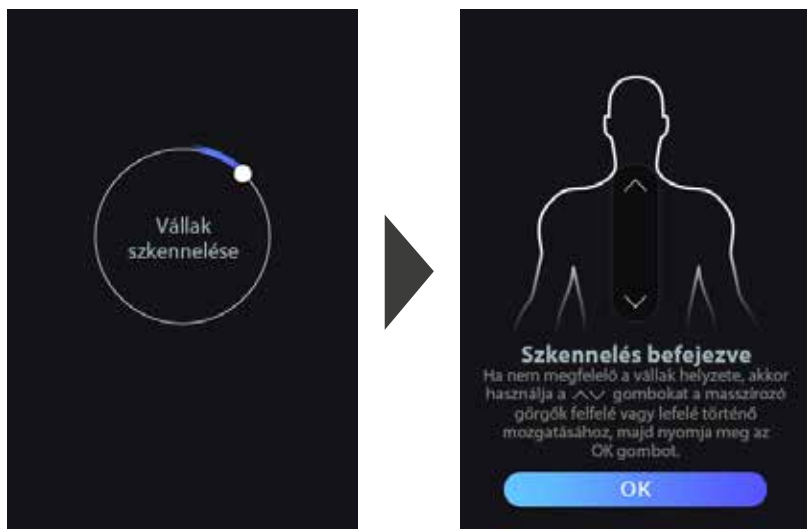 Vállak
szkennelése
Szkennelés befejezve
Ha nem megfelelő a vállak helyzete, akkor
használja a gombokat a masszírozó
görgők felfelé vagy lefelé történő
mozgatásához, majd nyomja meg az
OK gombot.
OK